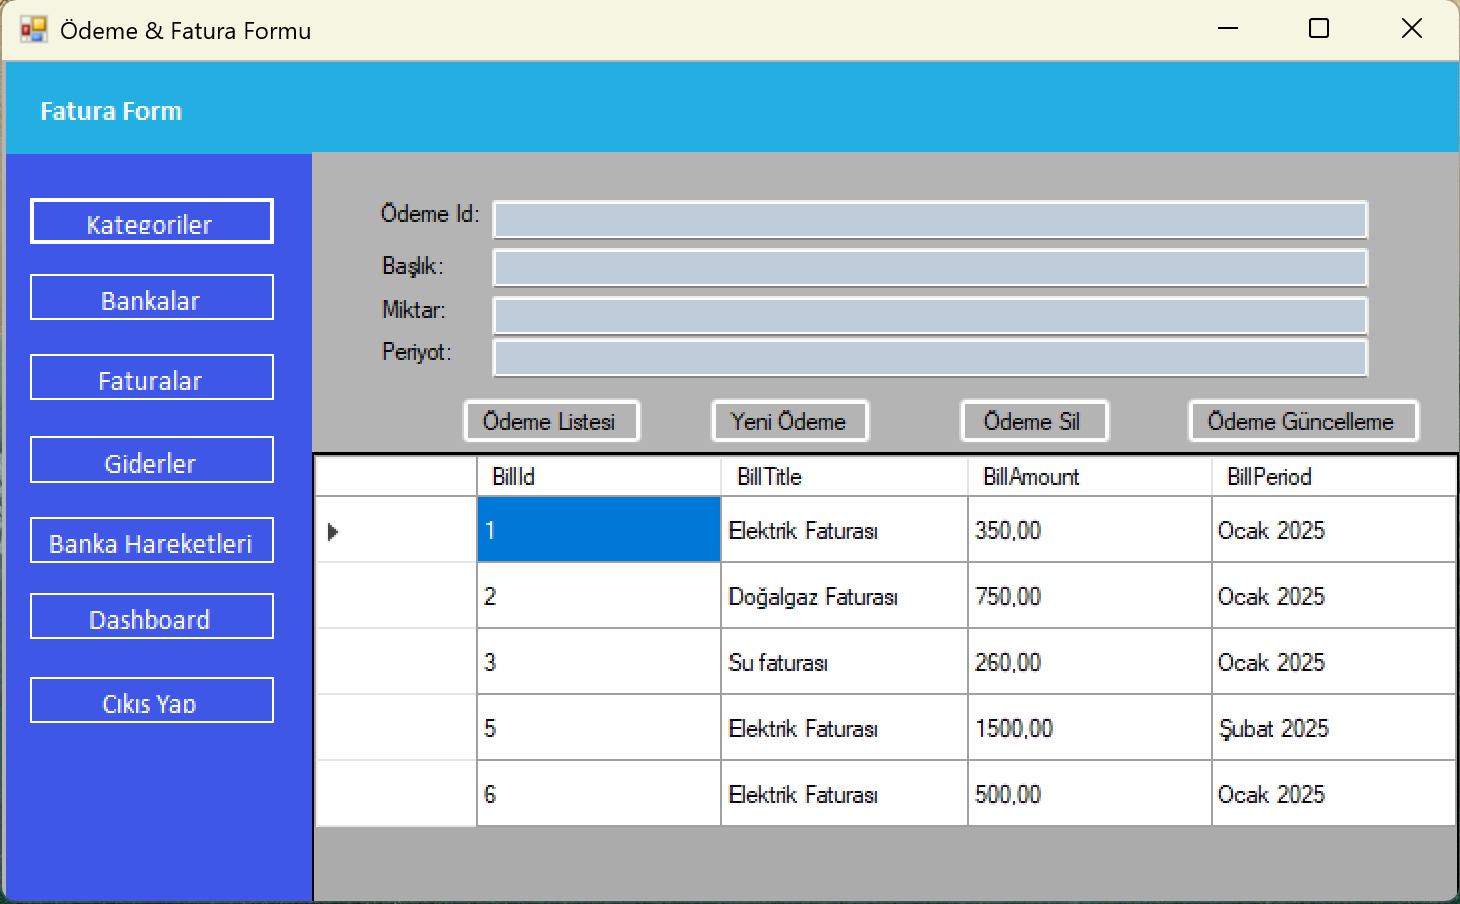 Ödeme & Fatura Formu
Fatura Form
Kategoriler
Bankalar
Faturalar
Giderler
Banka Hareketleri
Dashboard
Çıkış Yap
Ödeme Id:
Başlık:
Miktar:
Periyot:
Ödeme Listesi Yeni Ödeme Ödeme Sil Ödeme Güncelleme
BillId BillTitle BillAmount BillPeriod
1 Elektrik Faturası 350,00 Ocak 2025
2 Doğalgaz Faturası 750,00 Ocak 2025
3 Su faturası 260,00 Ocak 2025
5 Elektrik Faturası 1500,00 Şubat 2025
6 Elektrik Faturası 500,00 Ocak 2025